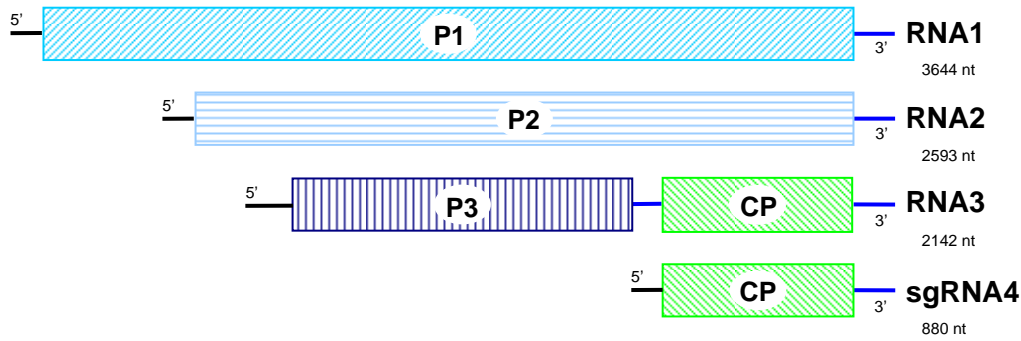 5’
P1
3’
RNA1
3644 nt
5’
P2
3’
RNA2
2593 nt
5’
P3
CP
3’
RNA3
2142 nt
5’
CP
3’
sgRNA4
880 nt